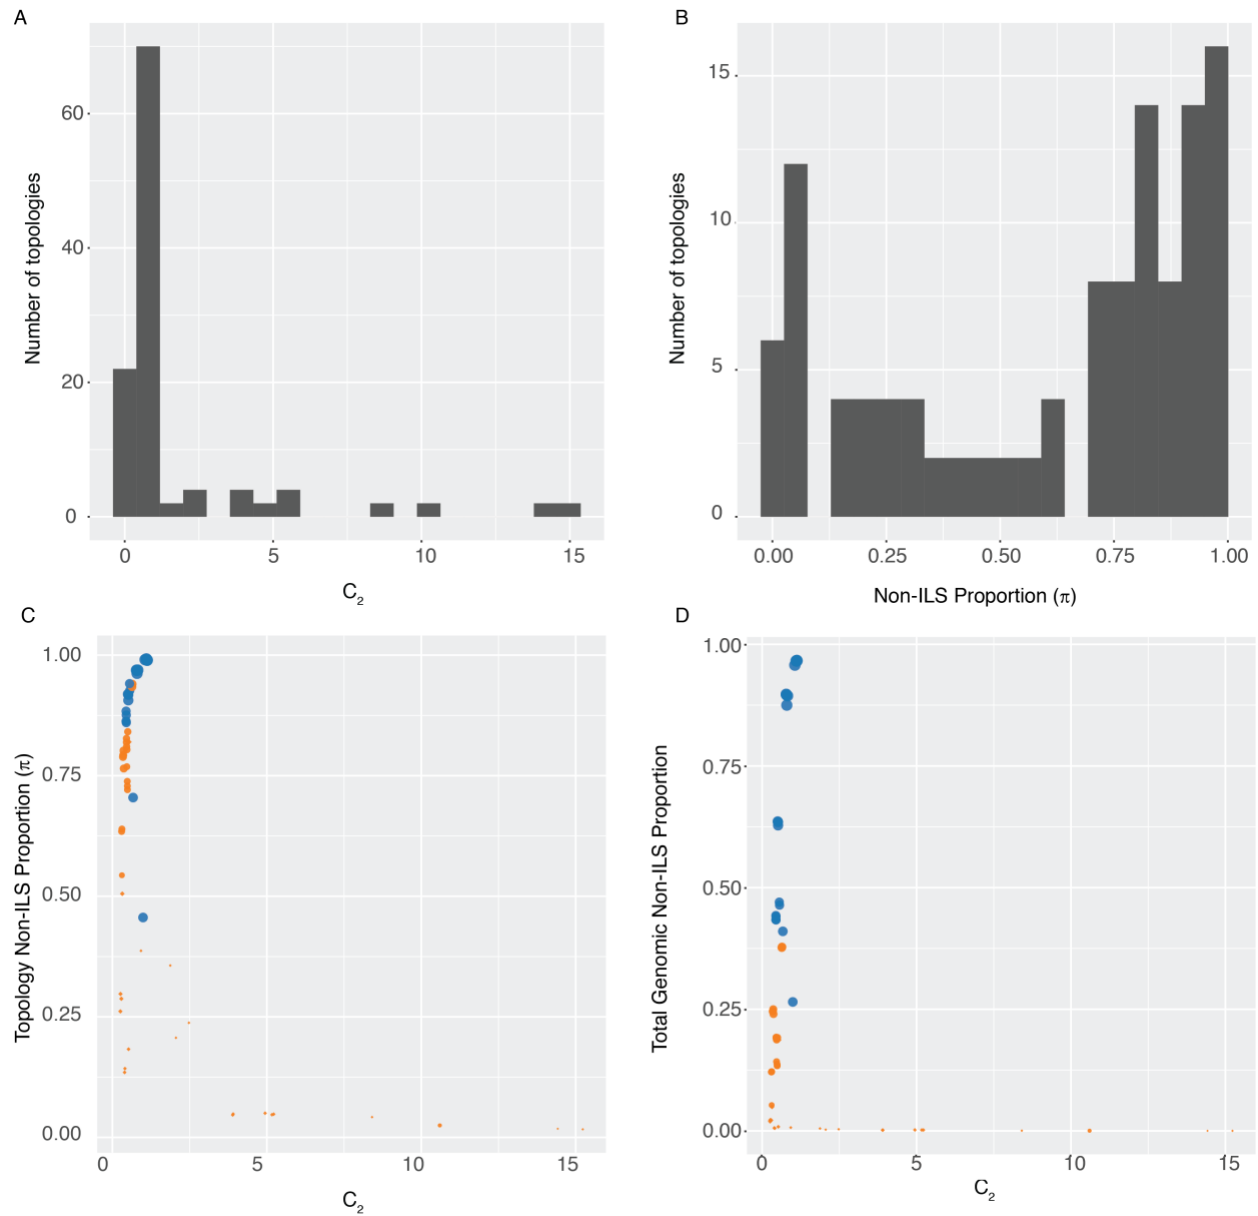 A
Number of topologies
60
40
20
0
0 5 10 15
C2
B
Number of topologies
15
10
5
0
0.00 0.25 0.50 0.75 1.00
Non-ILS Proportion (π)
C
Topology Non-ILS Proportion (π)
1.00
0.75
0.50
0.25
0.00
0 5 10 15
C2
D
Total Genomic Non-ILS Proportion
1.00
0.75
0.50
0.25
0.00
0 5 10 15
C2